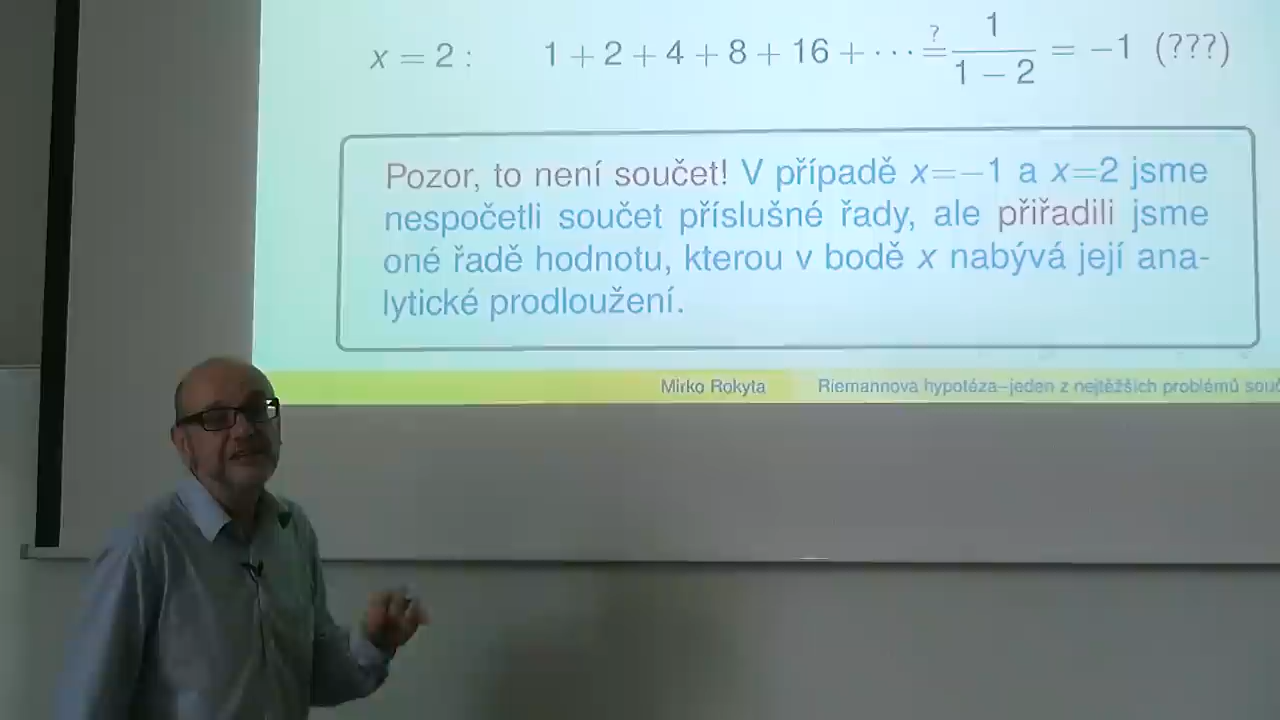 x = 2 : 1 + 2 + 4 + 8 + 16 + ··· ≟ 1/(1 − 2) = −1 (???)
Pozor, to není součet! V případě x=−1 a x=2 jsme
nespočetli součet příslušné řady, ale přiřadili jsme
oné řadě hodnotu, kterou v bodě x nabývá její ana-
lytické prodloužení.
Mirko Rokyta Riemannova hypotéza–jeden z nejtěžších problémů